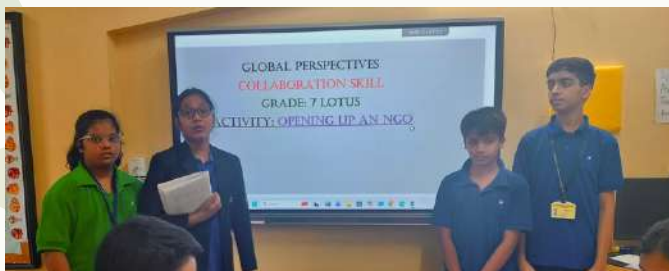 GLOBAL PERSPECTIVES
COLLABORATION SKILL
GRADE: 7 LOTUS
ACTIVITY: OPENING UP AN NGO